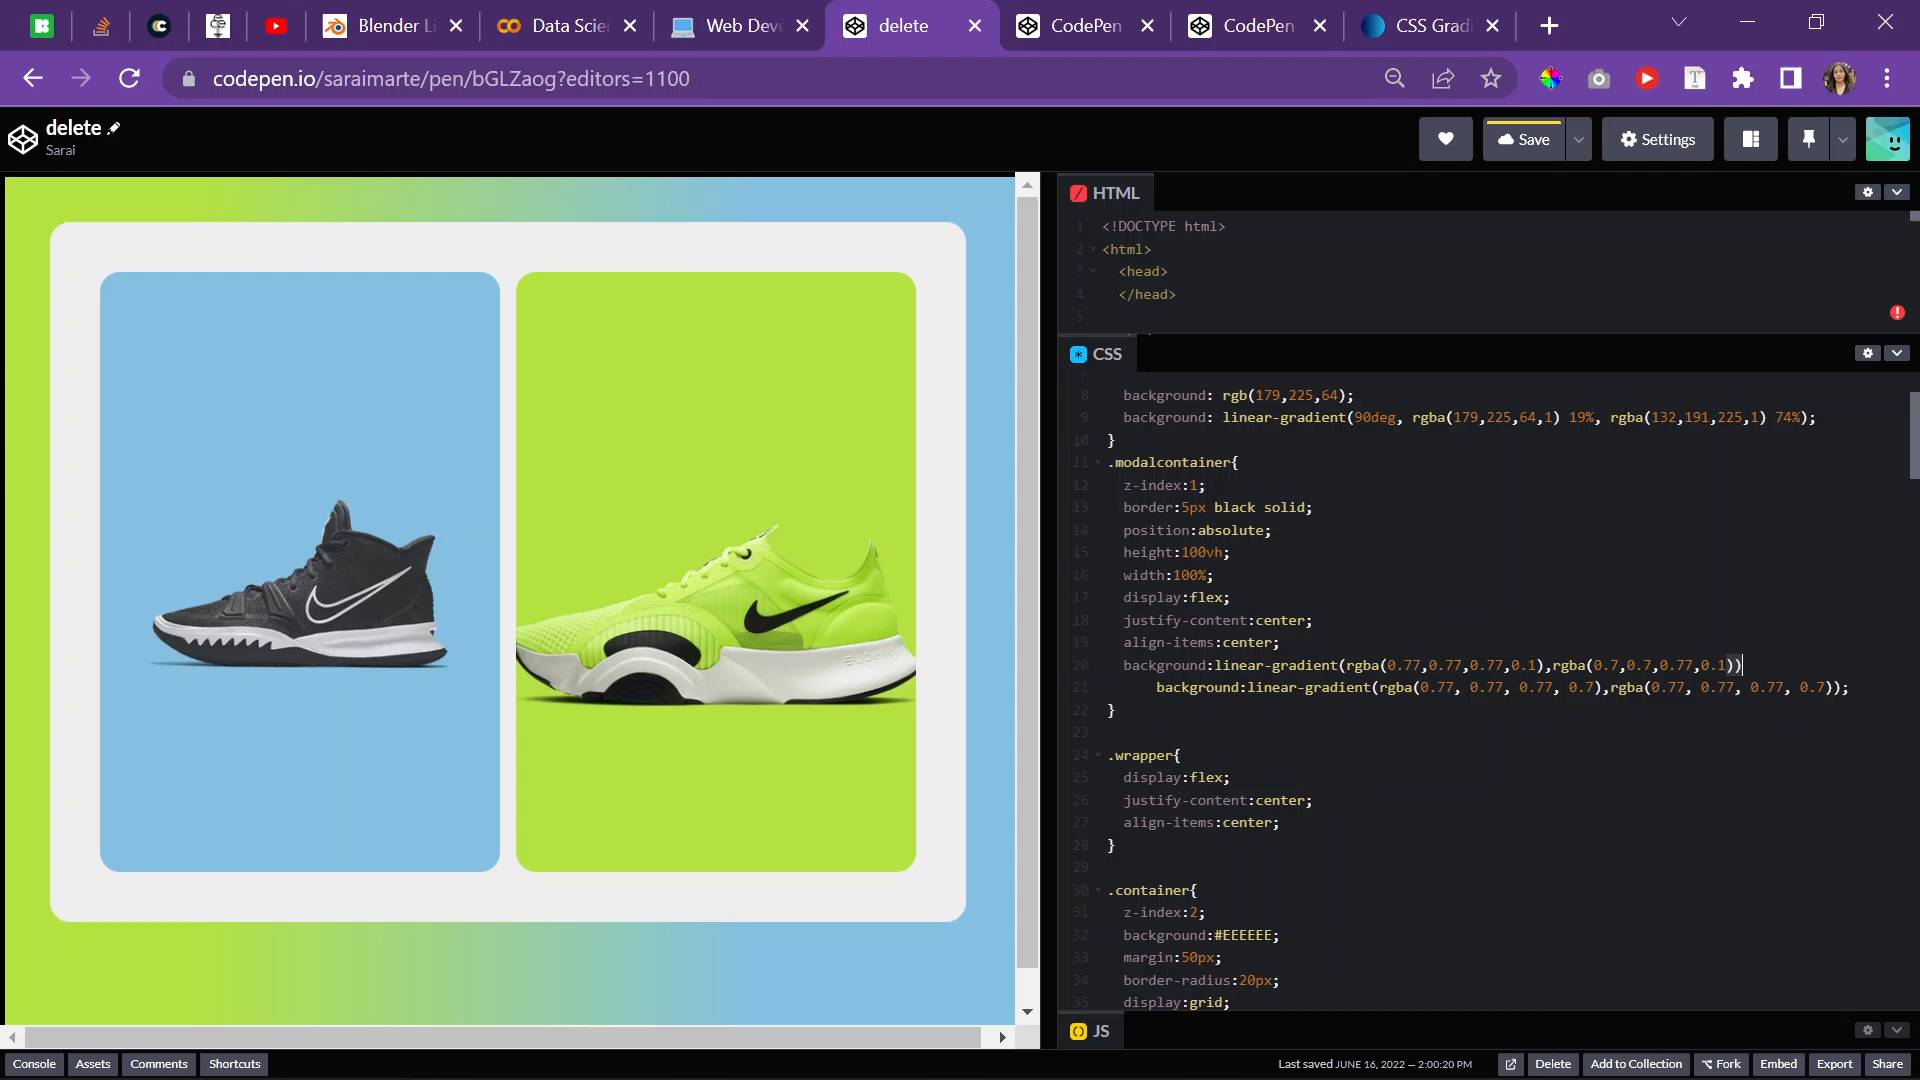 Blender Li
Data Scien
Web Dev
delete
CodePen
CodePen
CSS Gradi
codepen.io/saraimarte/pen/bGLZaog?editors=1100
delete
Sarai
Save
Settings
HTML
1 <!DOCTYPE html>
2 <html>
3 <head>
4 </head>
5
CSS
8 background: rgb(179,225,64);
9 background: linear-gradient(90deg, rgba(179,225,64,1) 19%, rgba(132,191,225,1) 74%);
10 }
11 .modalcontainer{
12 z-index:1;
13 border:5px black solid;
14 position:absolute;
15 height:100vh;
16 width:100%;
17 display:flex;
18 justify-content:center;
19 align-items:center;
20 background:linear-gradient(rgba(0.77,0.77,0.77,0.1),rgba(0.7,0.7,0.77,0.1))
21 background:linear-gradient(rgba(0.77, 0.77, 0.77, 0.7),rgba(0.77, 0.77, 0.77, 0.7));
22 }
23
24 .wrapper{
25 display:flex;
26 justify-content:center;
27 align-items:center;
28 }
29
30 .container{
31 z-index:2;
32 background:#EEEEEE;
33 margin:50px;
34 border-radius:20px;
35 display:grid;
JS
Console Assets Comments Shortcuts
Last saved JUNE 16, 2022 — 2:00:20 PM
Delete Add to Collection Fork Embed Export Share